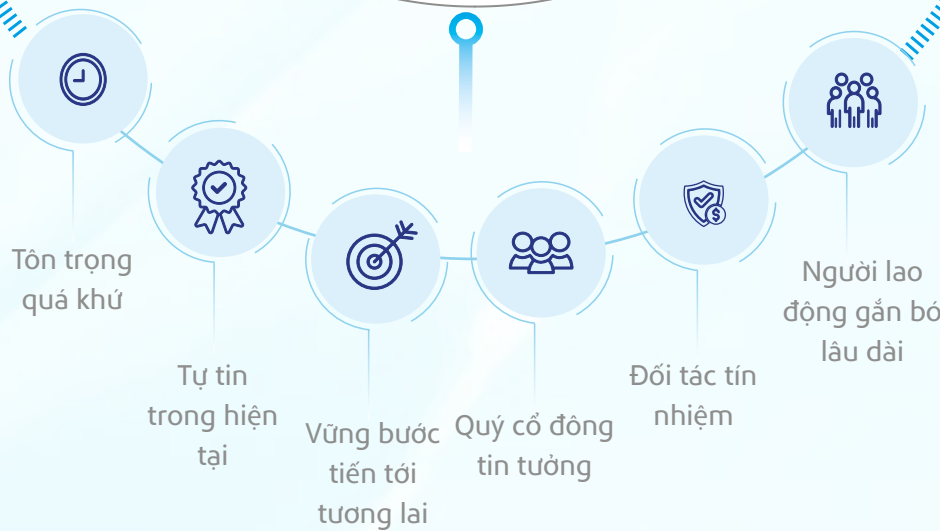 Tôn trọng
quá khứ
Tự tin
trong hiện
tại
Vững bước
tiến tới
tương lai
Quý cổ đông
tin tưởng
Đối tác tín
nhiệm
Người lao
động gắn bó
lâu dài